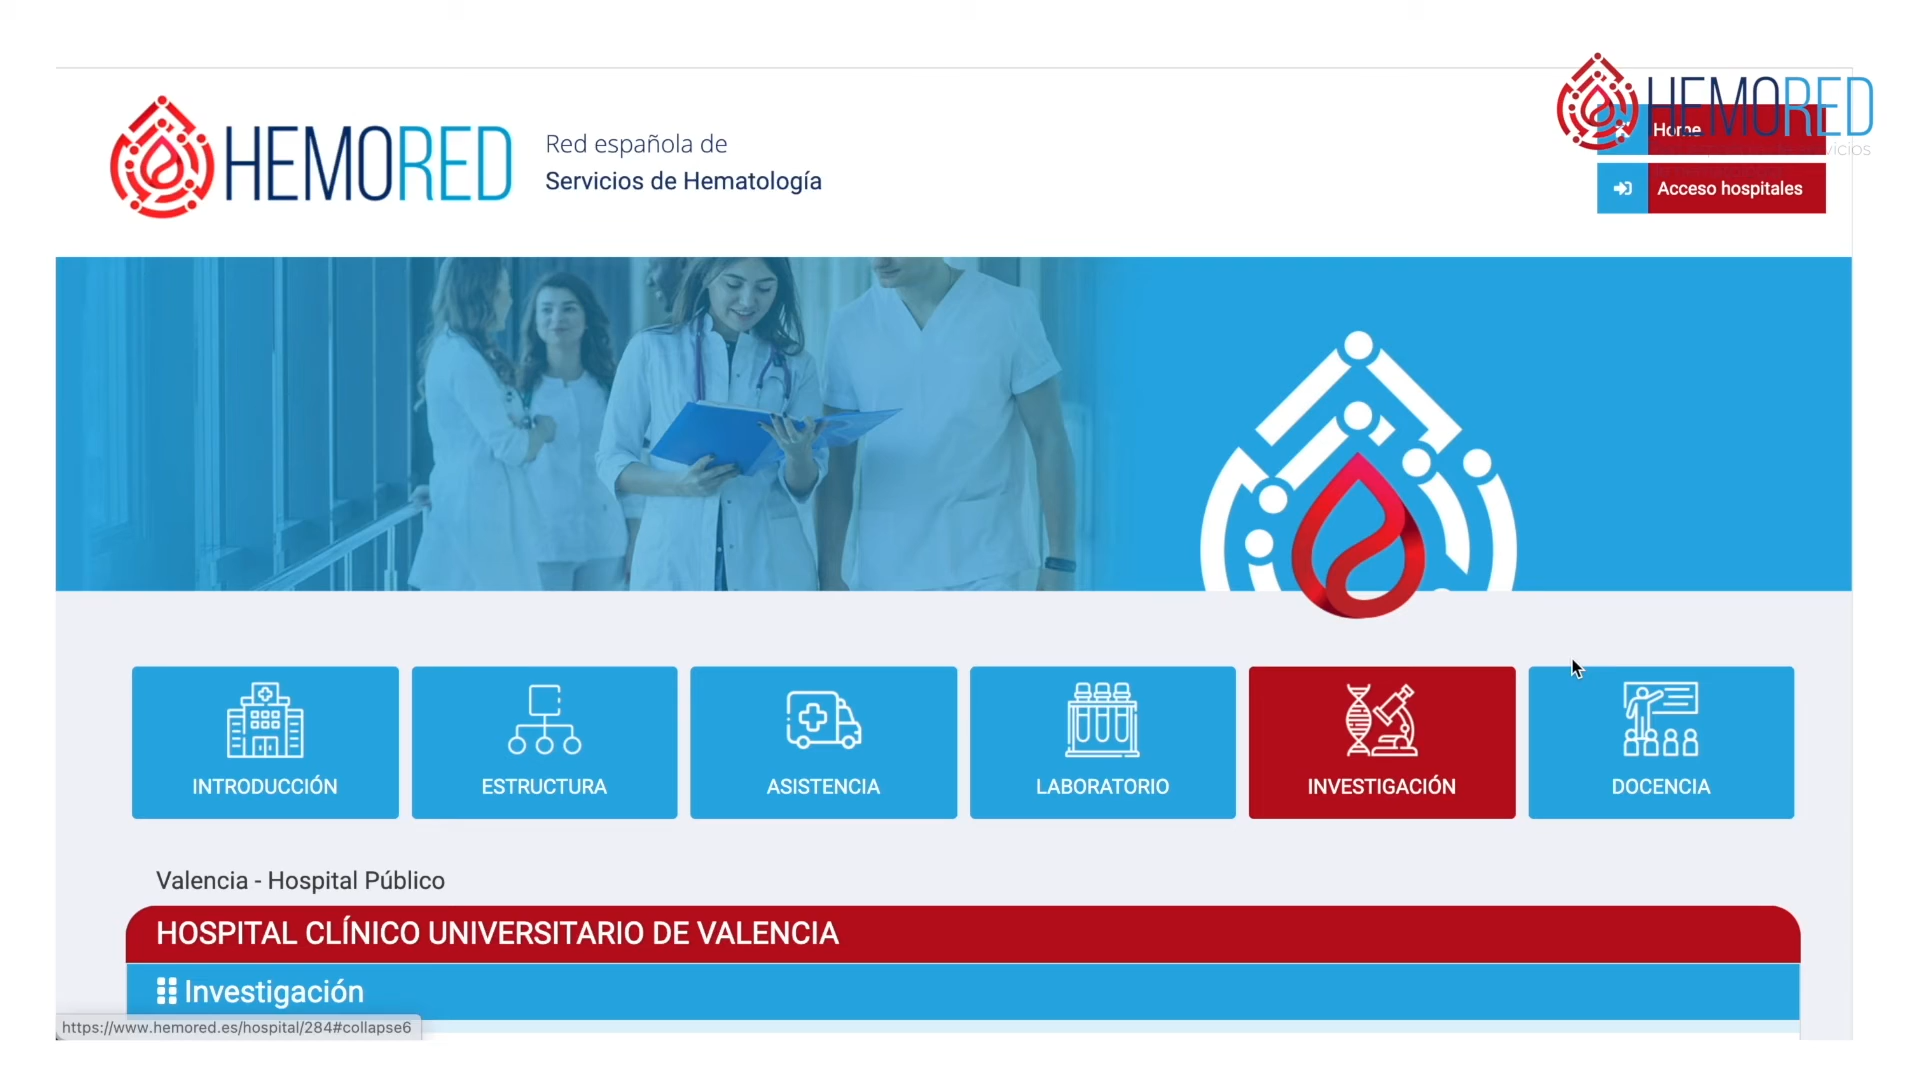 HEMORED
Red española de
Servicios de Hematología
HEMORED
Home
Acceso hospitales
INTRODUCCIÓN
ESTRUCTURA
ASISTENCIA
LABORATORIO
INVESTIGACIÓN
DOCENCIA
Valencia - Hospital Público
HOSPITAL CLÍNICO UNIVERSITARIO DE VALENCIA
Investigación
https://www.hemored.es/hospital/284#collapse6